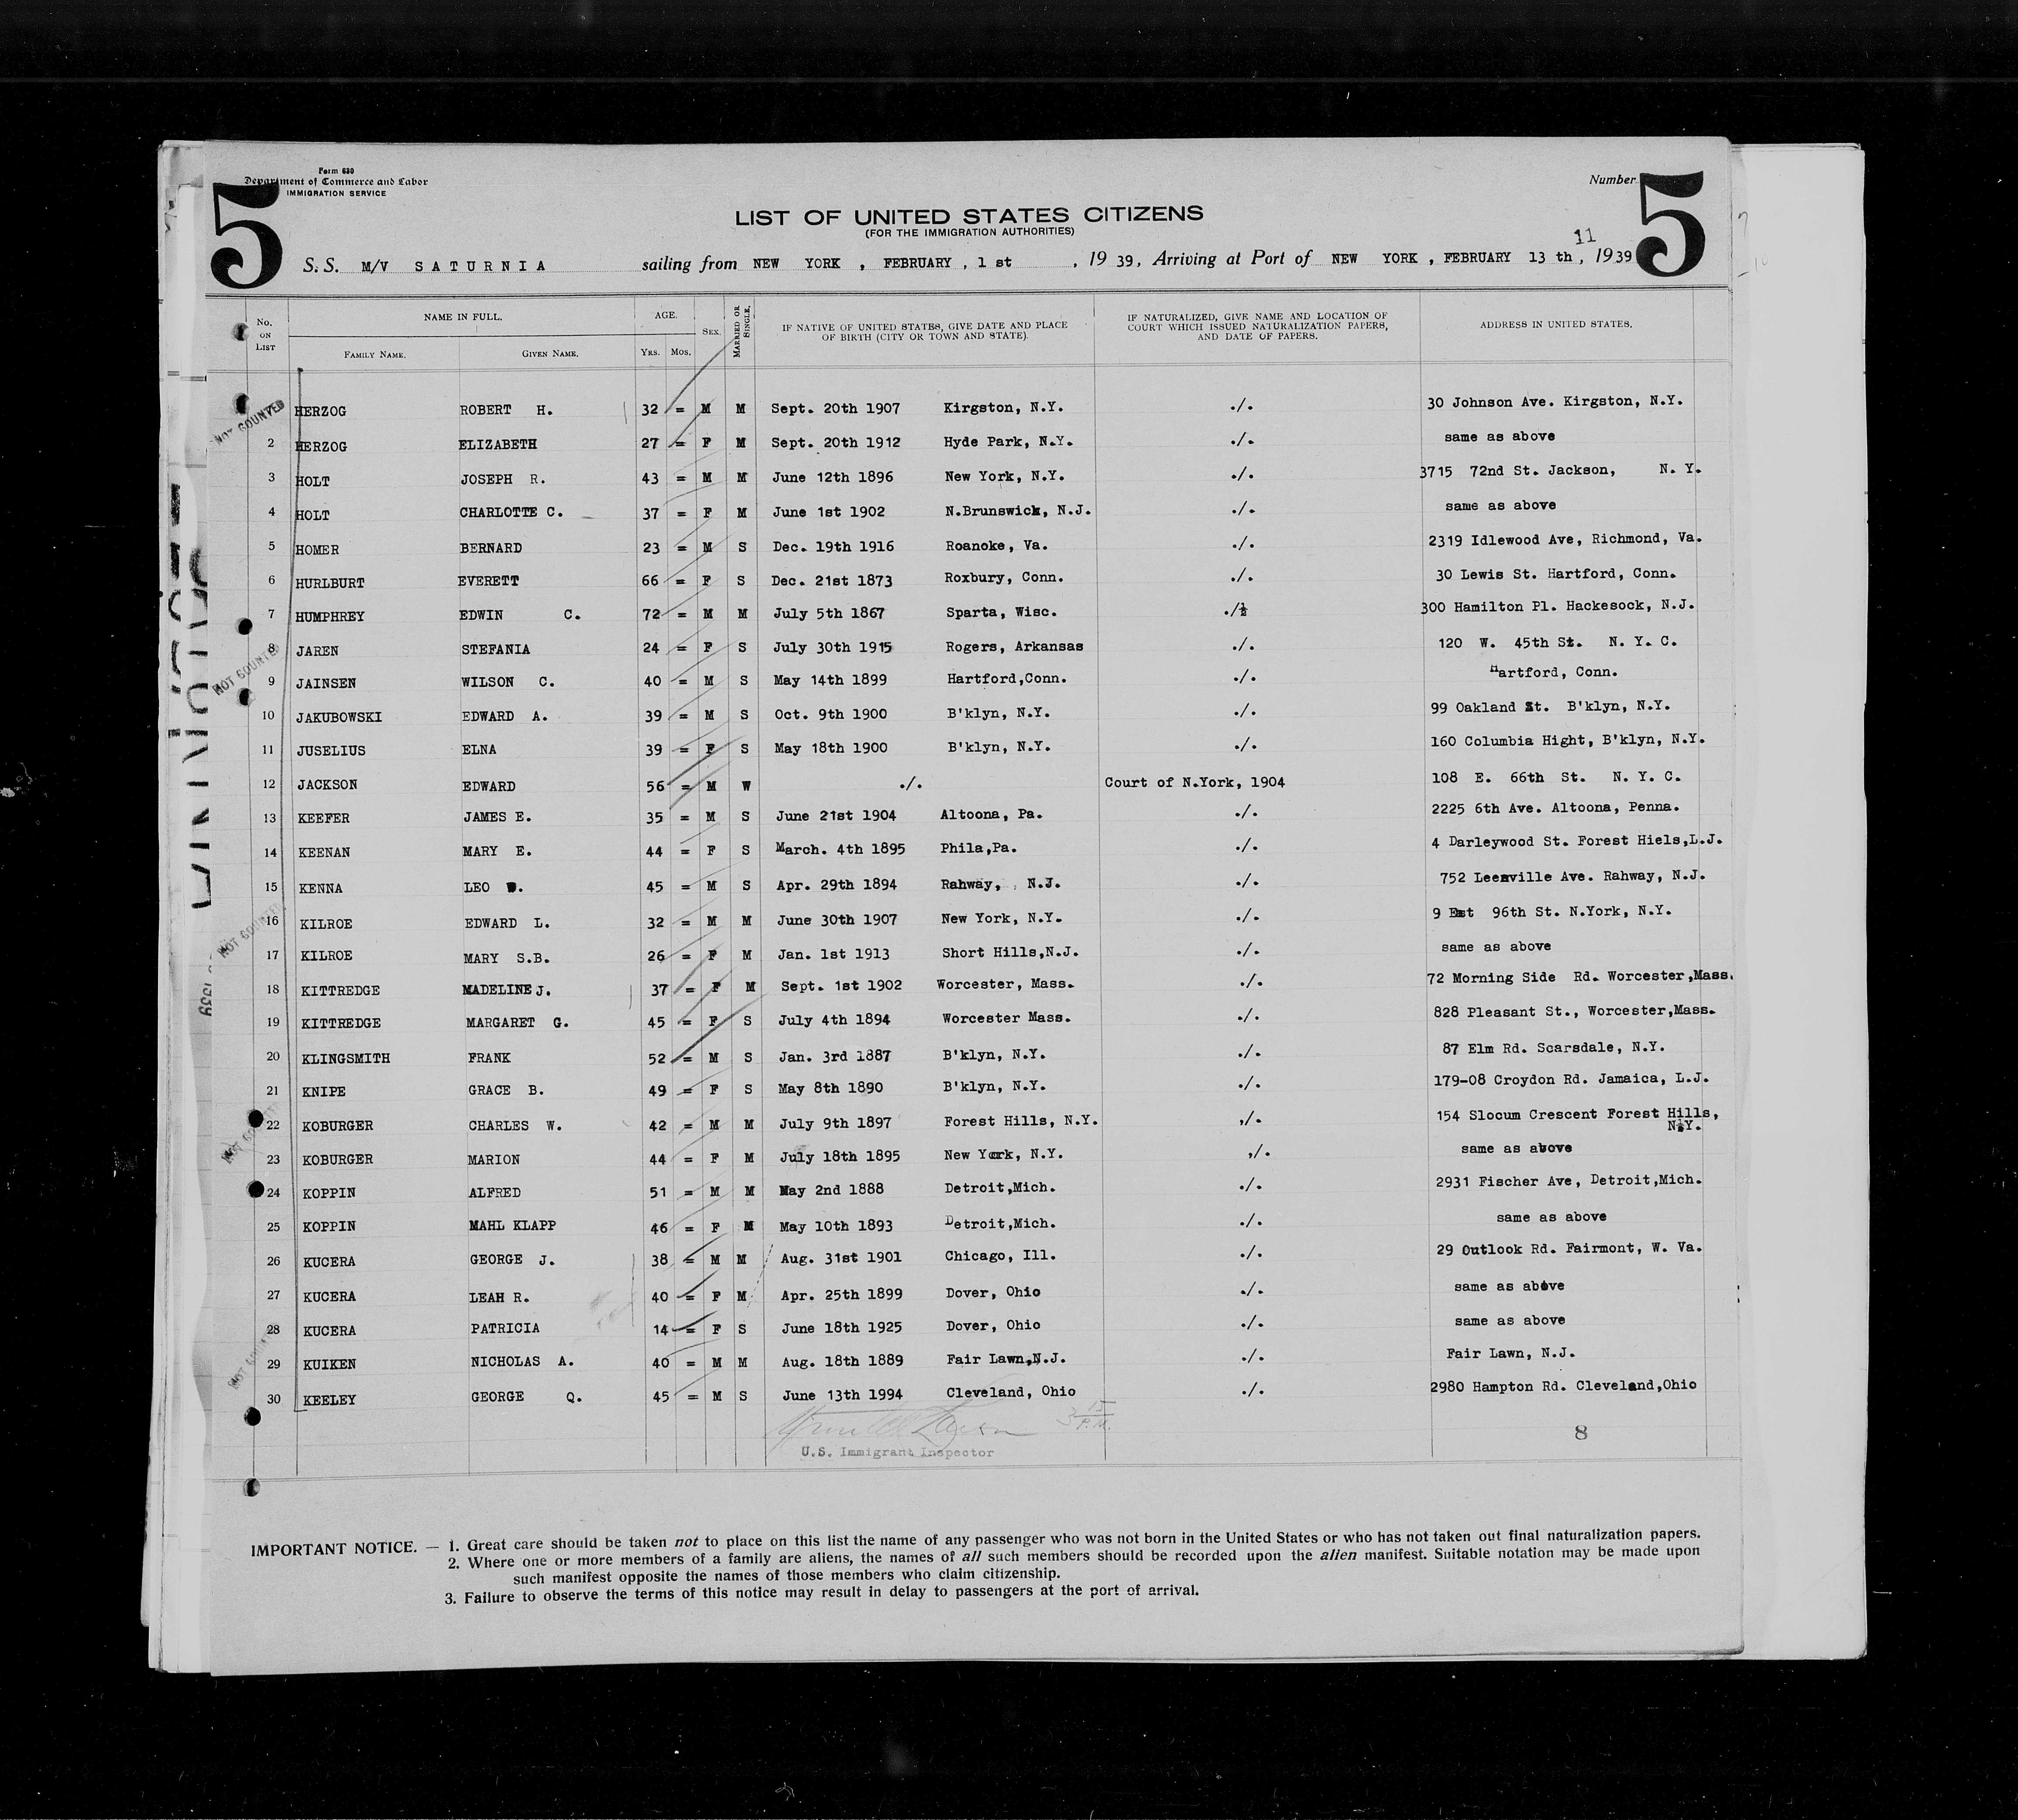 Form 630
Department of Commerce and Labor
IMMIGRATION SERVICE
Number
5
5
LIST OF UNITED STATES CITIZENS
(FOR THE IMMIGRATION AUTHORITIES)
11
S.S. M/V SATURNIA sailing from NEW YORK, FEBRUARY, 1 st, 19 39, Arriving at Port of NEW YORK, FEBRUARY 13 th, 1939
No. ON LIST
NAME IN FULL.
FAMILY NAME.
GIVEN NAME.
AGE.
YRS. MOS.
SEX.
MARRIED OR SINGLE.
IF NATIVE OF UNITED STATES, GIVE DATE AND PLACE OF BIRTH (CITY OR TOWN AND STATE).
IF NATURALIZED, GIVE NAME AND LOCATION OF COURT WHICH ISSUED NATURALIZATION PAPERS, AND DATE OF PAPERS.
ADDRESS IN UNITED STATES.
HERZOG ROBERT H. 32 = M M Sept. 20th 1907 Kirgston, N.Y. ./. 30 Johnson Ave. Kirgston, N.Y.
2 HERZOG ELIZABETH 27 = F M Sept. 20th 1912 Hyde Park, N.Y. ./. same as above
3 HOLT JOSEPH R. 43 = M M June 12th 1896 New York, N.Y. ./. 3715 72nd St. Jackson, N. Y.
4 HOLT CHARLOTTE C. 37 = F M June 1st 1902 N.Brunswick, N.J. ./. same as above
5 HOMER BERNARD 23 = M S Dec. 19th 1916 Roanoke, Va. ./. 2319 Idlewood Ave, Richmond, Va.
6 HURLBURT EVERETT 66 = F S Dec. 21st 1873 Roxbury, Conn. ./. 30 Lewis St. Hartford, Conn.
7 HUMPHREY EDWIN C. 72 = M M July 5th 1867 Sparta, Wisc. ./½ 300 Hamilton Pl. Hackesock, N.J.
8 JAREN STEFANIA 24 = F S July 30th 1915 Rogers, Arkansas ./. 120 W. 45th St. N. Y. C.
9 JAINSEN WILSON C. 40 = M S May 14th 1899 Hartford,Conn. ./. Hartford, Conn.
10 JAKUBOWSKI EDWARD A. 39 = M S Oct. 9th 1900 B'klyn, N.Y. ./. 99 Oakland St. B'klyn, N.Y.
11 JUSELIUS ELNA 39 = F S May 18th 1900 B'klyn, N.Y. ./. 160 Columbia Hight, B'klyn, N.Y.
12 JACKSON EDWARD 56 = M W ./. Court of N.York, 1904 108 E. 66th St. N. Y. C.
13 KEEFER JAMES E. 35 = M S June 21st 1904 Altoona, Pa. ./. 2225 6th Ave. Altoona, Penna.
14 KEENAN MARY E. 44 = F S March. 4th 1895 Phila,Pa. ./. 4 Darleywood St. Forest Hiels,L.J.
15 KENNA LEO 45 = M S Apr. 29th 1894 Rahway, N.J. ./. 752 Ave. Rahway, N.J.
16 KILROE EDWARD L. 32 = M M June 30th 1907 New York, N.Y. ./. 9 East 96th St. N.York, N.Y.
17 KILROE MARY S.B. 26 = F M Jan. 1st 1913 Short Hills,N.J. ./. same as above
18 KITTREDGE MADELINE J. 37 = F M Sept. 1st 1902 Worcester, Mass. ./. 72 Morning Side Rd. Worcester,Mass.
19 KITTREDGE MARGARET G. 45 = F S July 4th 1894 Worcester Mass. ./. 828 Pleasant St., Worcester,Mass.
20 KLINGSMITH FRANK 52 = M S Jan. 3rd 1887 B'klyn, N.Y. ./. 87 Elm Rd. Scarsdale, N.Y.
21 KNIPE GRACE B. 49 = F S May 8th 1890 B'klyn, N.Y. ./. 179-08 Croydon Rd. Jamaica, L.J.
22 KOBURGER CHARLES W. 42 = M M July 9th 1897 Forest Hills, N.Y. ,/. 154 Slocum Crescent Forest Hills,
N.Y.
23 KOBURGER MARION 44 = F M July 18th 1895 New York, N.Y. ,/. same as above
24 KOPPIN ALFRED 51 = M M May 2nd 1888 Detroit,Mich. ./. 2931 Fischer Ave, Detroit,Mich.
25 KOPPIN MAHL KLAPP 46 = F M May 10th 1893 Detroit,Mich. ./. same as above
26 KUCERA GEORGE J. 38 = M M Aug. 31st 1901 Chicago, Ill. ./. 29 Outlook Rd. Fairmont, W. Va.
27 KUCERA LEAH R. 40 = F M Apr. 25th 1899 Dover, Ohio ./. same as above
28 KUCERA PATRICIA 14 = F S June 18th 1925 Dover, Ohio ./. same as above
29 KUIKEN NICHOLAS A. 40 = M M Aug. 18th 1889 Fair Lawn,N.J. ./. Fair Lawn, N.J.
30 KEELEY GEORGE Q. 45 = M S June 13th 1994 Cleveland, Ohio ./. 2980 Hampton Rd. Cleveland,Ohio
3 15 P.M.
8
U.S. Immigrant Inspector
NOT COUNTED
NOT COUNTED
NOT COUNTED
IMPORTANT NOTICE. — 1. Great care should be taken not to place on this list the name of any passenger who was not born in the United States or who has not taken out final naturalization papers.
2. Where one or more members of a family are aliens, the names of all such members should be recorded upon the alien manifest. Suitable notation may be made upon
such manifest opposite the names of those members who claim citizenship.
3. Failure to observe the terms of this notice may result in delay to passengers at the port of arrival.